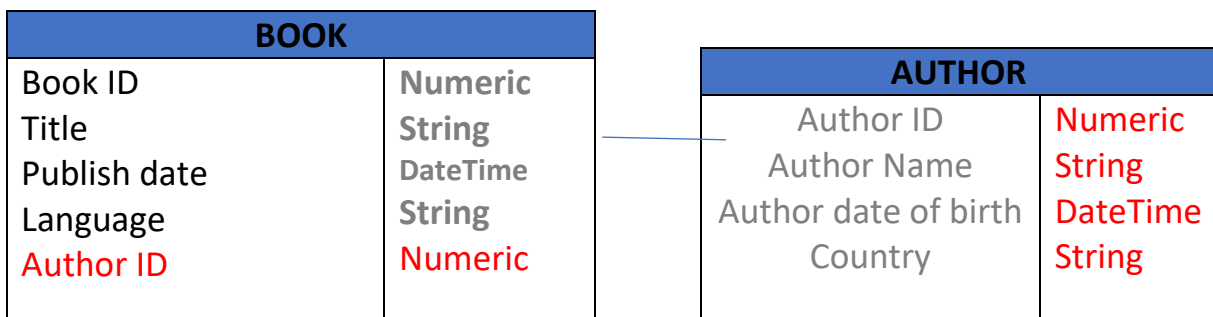 BOOK
Book ID Numeric
Title String
Publish date DateTime
Language String
Author ID Numeric
AUTHOR
Author ID Numeric
Author Name String
Author date of birth DateTime
Country String